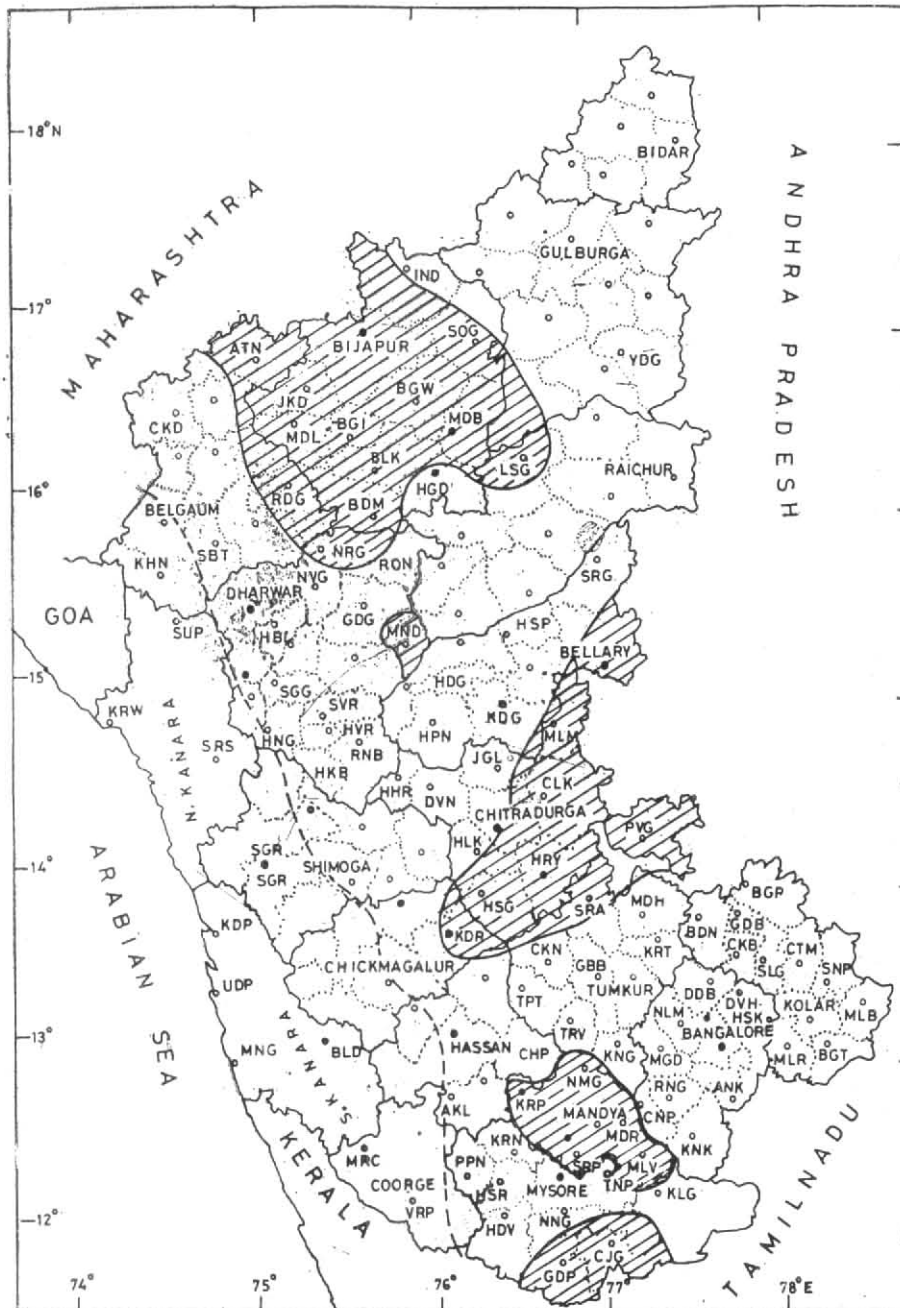 18°N
BIDAR
ANDHRA PRADESH
MAHARASHTRA
GULBURGA
IND
17°
SOG
ATN
BIJAPUR
YDG
BGW
JKD
MDB
CKD
MDL
BGI
BLK
LSG
RAICHUR
16°
RDG
HGD
BELGAUM
BDM
SBT
NRG
RON
KHN
NVG
SRG
DHARWAR
GOA
GDG
HSP
SUP
HBL
MND
BELLARY
15°
SGG
HDG
SVR
KDG
KRW
HNG
HVR
HPN
MLM
N.KANARA
SRS
RNB
JGL
HKB
HHR
DVN
CLK
CHITRADURGA
PVG
ARABIAN SEA
14°
SGR
SHIMOGA
HLK
HRY
SGR
HSG
SRA
MDH
BGP
KDP
KDR
BDN
GDB
CHICKMAGALUR
CKN
KRT
CKB
CTM
GBB
SLG
SNP
UDP
TPT
TUMKUR
DDB
DVH
KOLAR
NLM
HSK
MLB
13°
TRV
BANGALORE
MNG
S.KANARA
BLD
HASSAN
CHP
KNG
MGD
MLR
BGT
NMG
RNG
ANK
KERALA
AKL
KRP
MANDYA
CNP
MDR
KRN
KNK
MRC
PPN
SRP
MLV
COORGE
HSR
MYSORE
TNP
KLG
TAMILNADU
12°
VRP
HDV
NNG
CJG
GDP
74°
75°
76°
77°
78°E